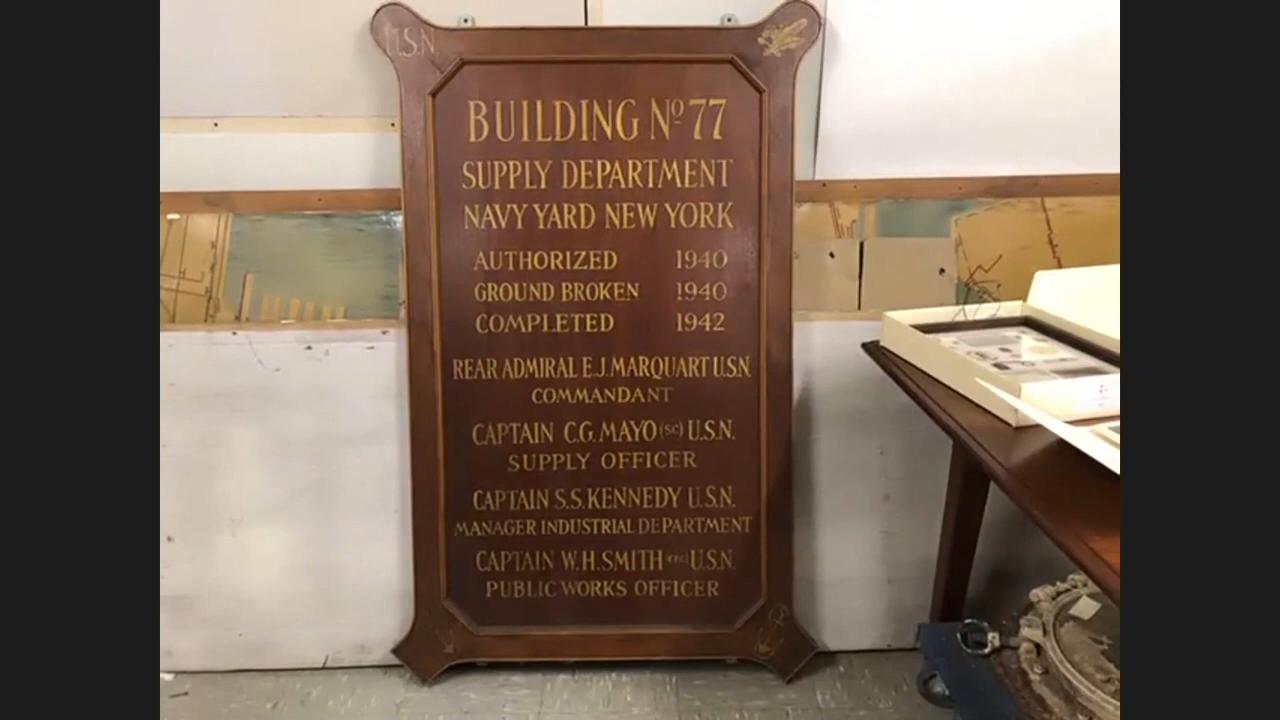 U.S.N.
BUILDING Nº 77
SUPPLY DEPARTMENT
NAVY YARD NEW YORK
AUTHORIZED 1940
GROUND BROKEN 1940
COMPLETED 1942
REAR ADMIRAL E.J. MARQUART U.S.N.
COMMANDANT
CAPTAIN C.G. MAYO (SC) U.S.N.
SUPPLY OFFICER
CAPTAIN S.S. KENNEDY U.S.N.
MANAGER INDUSTRIAL DEPARTMENT
CAPTAIN W.H. SMITH (CEC) U.S.N.
PUBLIC WORKS OFFICER